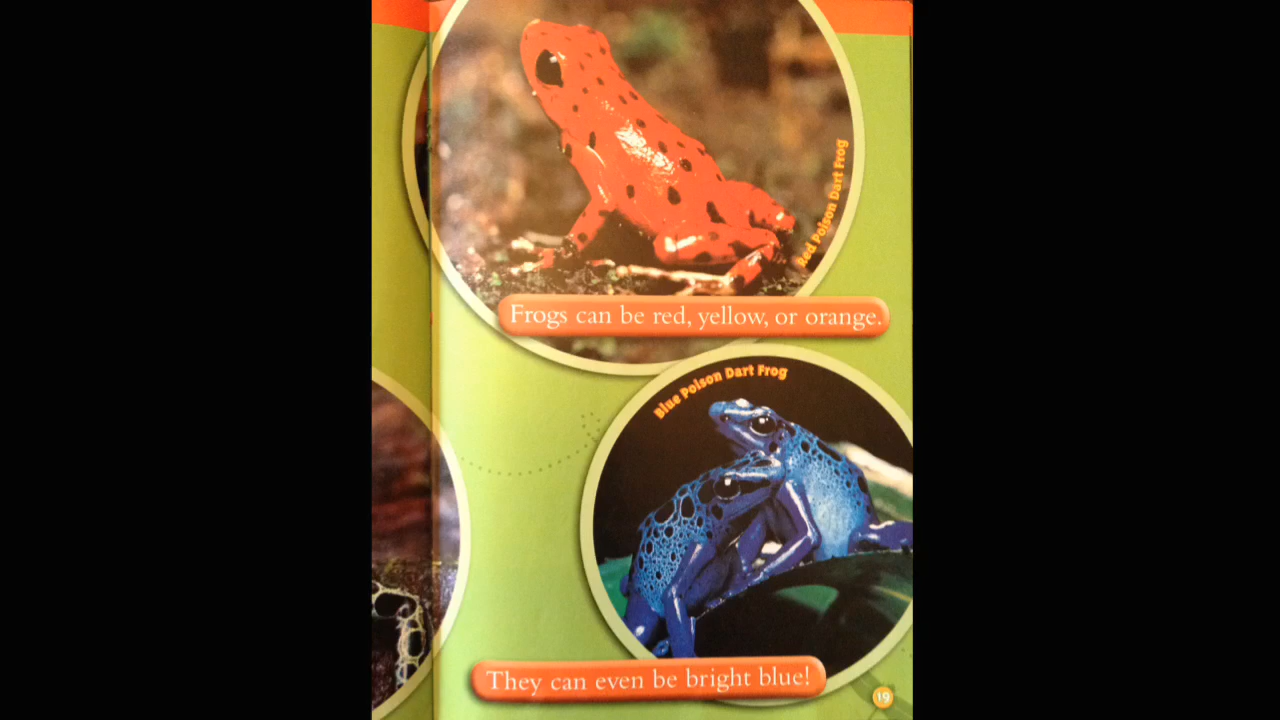 Red Poison Dart Frog
Frogs can be red, yellow, or orange.
Blue Poison Dart Frog
They can even be bright blue!
19